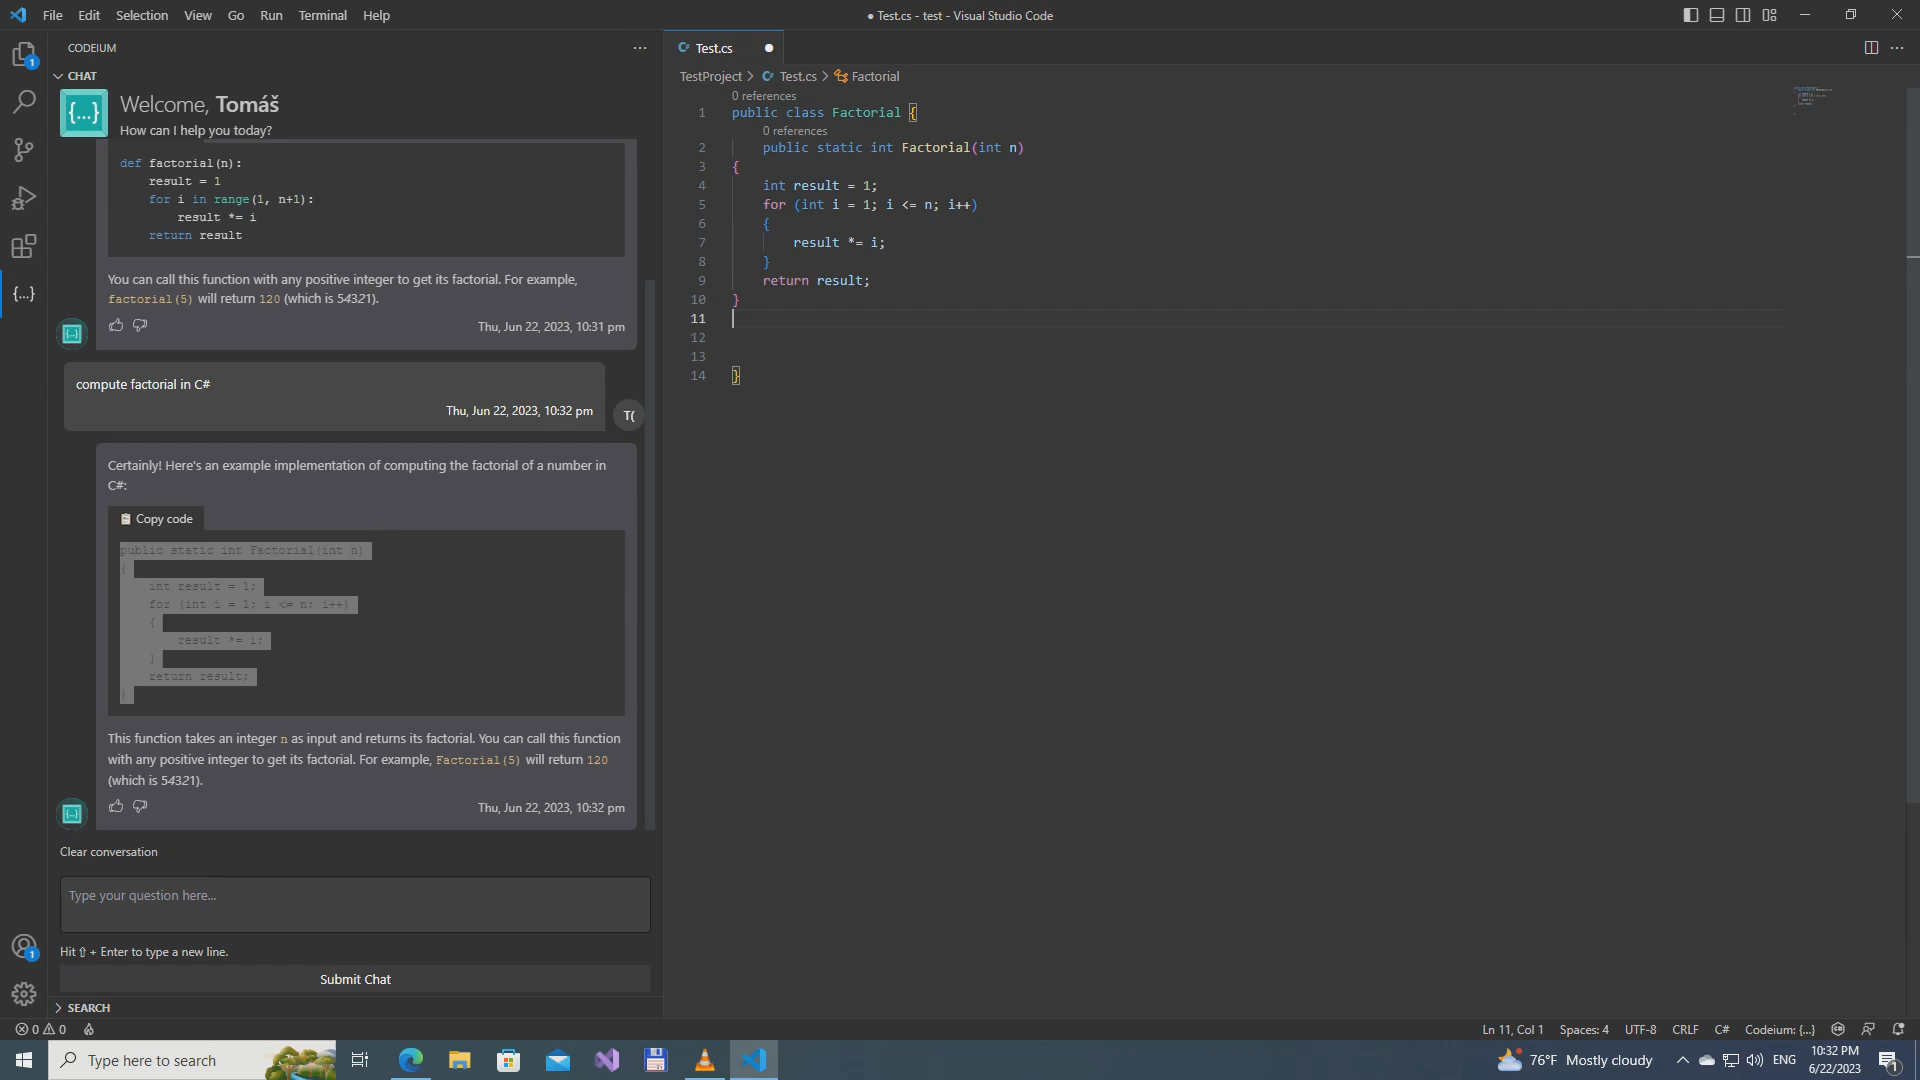 File Edit Selection View Go Run Terminal Help
● Test.cs - test - Visual Studio Code
CODEIUM
CHAT
{...}
Welcome, Tomáš
How can I help you today?
def factorial(n):
    result = 1
    for i in range(1, n+1):
        result *= i
    return result
You can call this function with any positive integer to get its factorial. For example,
factorial(5) will return 120 (which is 54321).
Thu, Jun 22, 2023, 10:31 pm
compute factorial in C#
Thu, Jun 22, 2023, 10:32 pm
T(
Certainly! Here's an example implementation of computing the factorial of a number in
C#:
Copy code
public static int Factorial(int n)
{
    int result = 1;
    for (int i = 1; i <= n; i++)
    {
        result *= i;
    }
    return result;
}
This function takes an integer n as input and returns its factorial. You can call this function
with any positive integer to get its factorial. For example, Factorial(5) will return 120
(which is 54321).
Thu, Jun 22, 2023, 10:32 pm
Clear conversation
Type your question here...
Hit ⇧ + Enter to type a new line.
Submit Chat
SEARCH
1
{...}
1
Test.cs ●
TestProject > Test.cs > Factorial
0 references
1 public class Factorial {
0 references
2     public static int Factorial(int n)
3 {
4     int result = 1;
5     for (int i = 1; i <= n; i++)
6     {
7         result *= i;
8     }
9     return result;
10 }
11
12
13
14 }
0 0
Ln 11, Col 1 Spaces: 4 UTF-8 CRLF C# Codeium: {...}
Type here to search
76°F Mostly cloudy
ENG
10:32 PM
6/22/2023
1